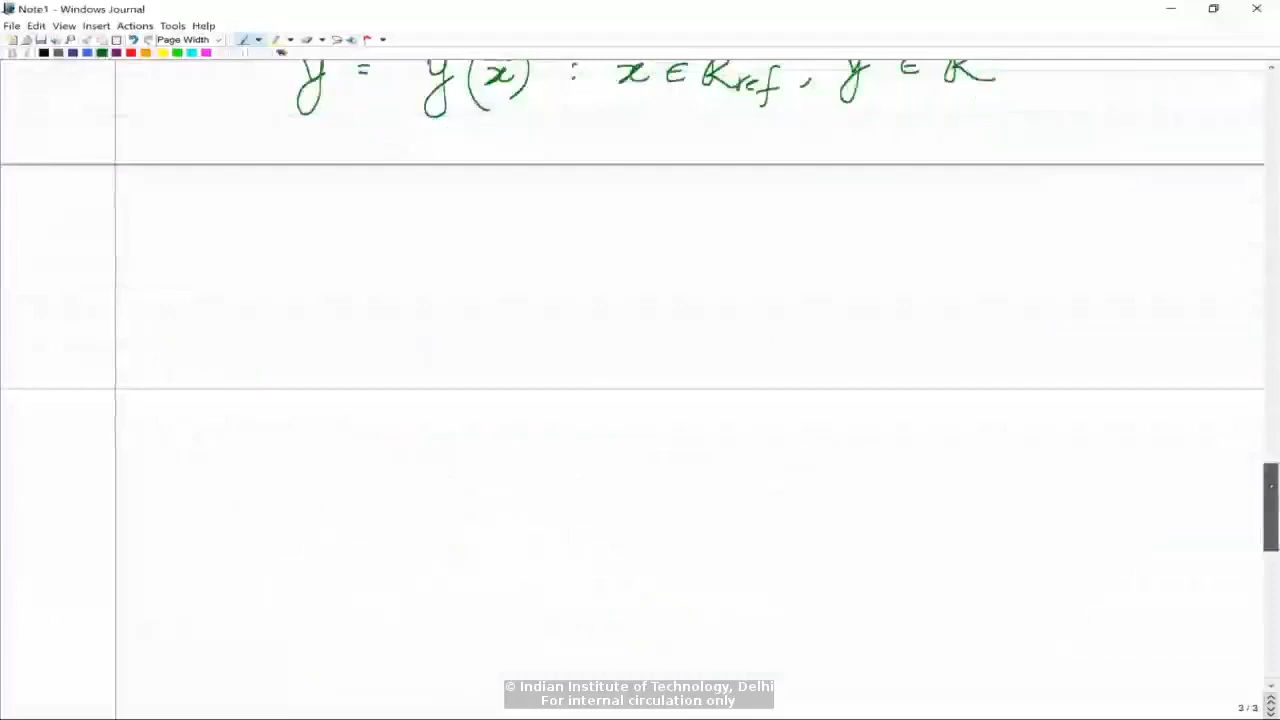 Note1 - Windows Journal
File Edit View Insert Actions Tools Help
Page Width
y = y(x) : x ∈ K_ref , y ∈ K
© Indian Institute of Technology, Delhi
For internal circulation only
3 / 3